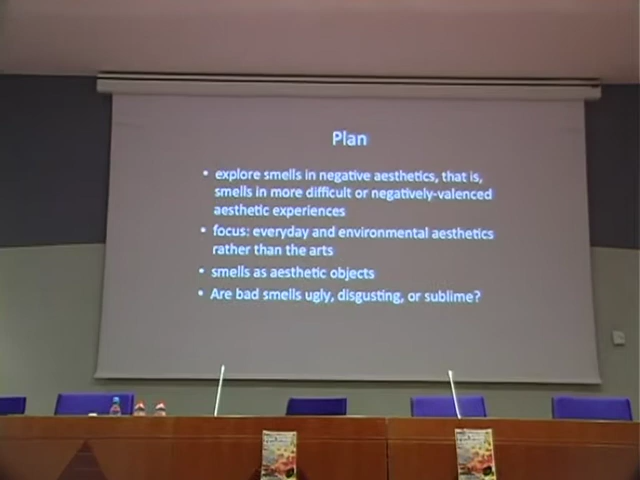 Plan
• explore smells in negative aesthetics, that is,
smells in more difficult or negatively-valenced
aesthetic experiences
• focus: everyday and environmental aesthetics
rather than the arts
• smells as aesthetic objects
• Are bad smells ugly, disgusting, or sublime?